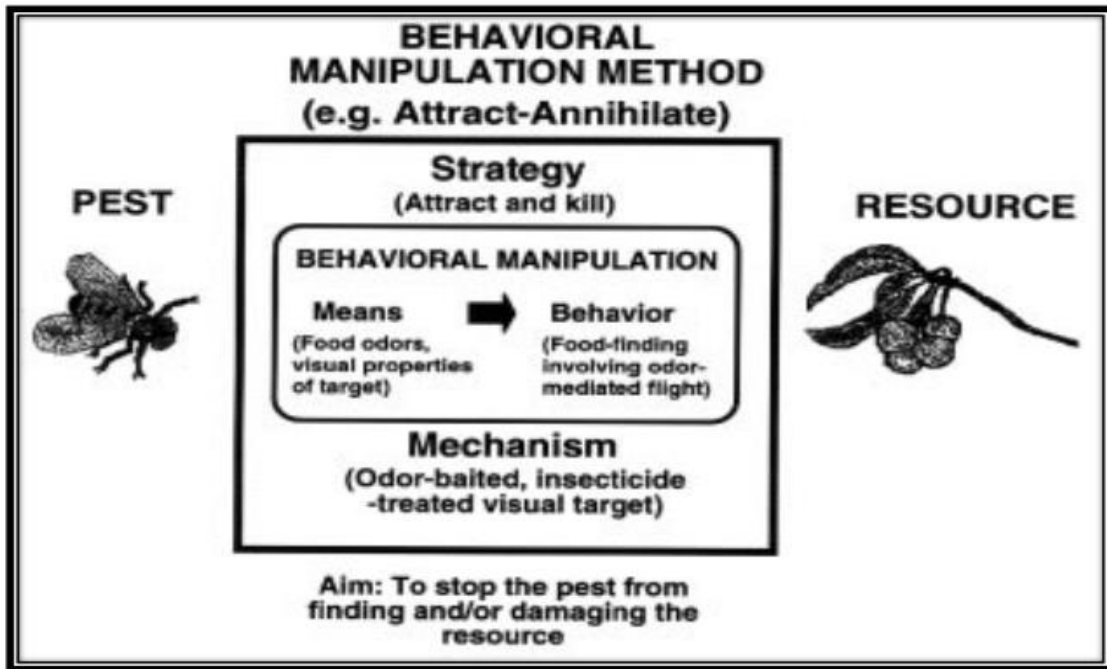 BEHAVIORAL
MANIPULATION METHOD
(e.g. Attract-Annihilate)
PEST
Strategy
(Attract and kill)
RESOURCE
BEHAVIORAL MANIPULATION
Means
(Food odors,
visual properties
of target)
Behavior
(Food-finding
involving odor-
mediated flight)
Mechanism
(Odor-baited, insecticide
-treated visual target)
Aim: To stop the pest from
finding and/or damaging the
resource